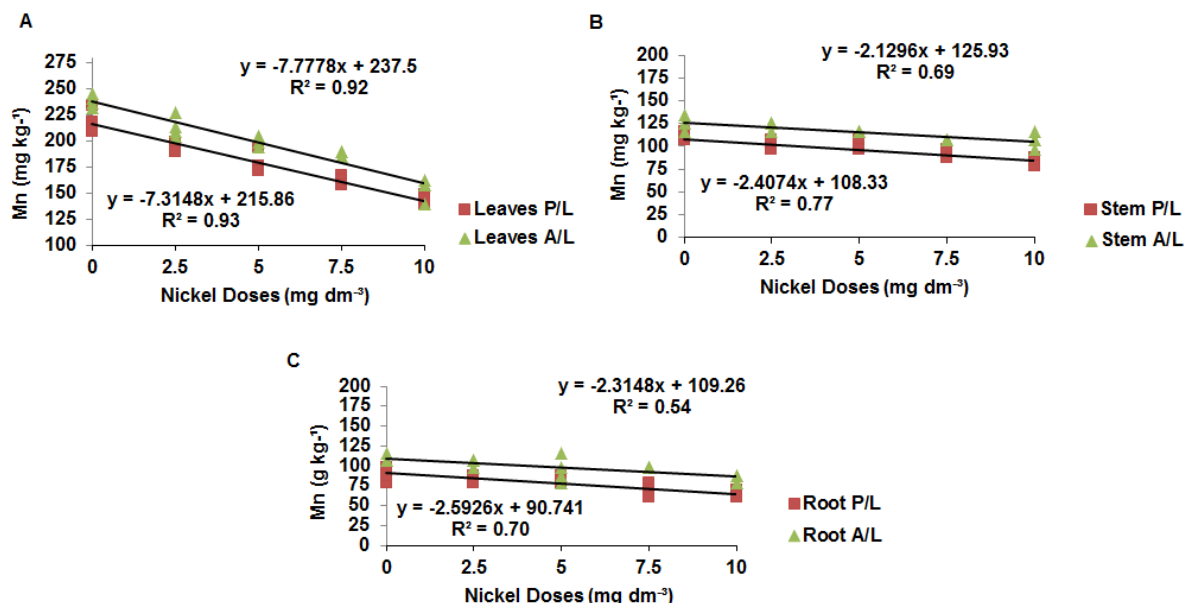 A
Mn (mg kg⁻¹)
275
250
225
200
175
150
125
100
y = -7.7778x + 237.5
R² = 0.92
y = -7.3148x + 215.86
R² = 0.93
0 2.5 5 7.5 10
Nickel Doses (mg dm⁻³)
Leaves P/L
Leaves A/L
B
Mn (mg kg⁻¹)
200
175
150
125
100
75
50
25
0
y = -2.1296x + 125.93
R² = 0.69
y = -2.4074x + 108.33
R² = 0.77
0 2.5 5 7.5 10
Nickel Doses (mg dm⁻³)
Stem P/L
Stem A/L
C
Mn (g kg⁻¹)
200
175
150
125
100
75
50
25
0
y = -2.3148x + 109.26
R² = 0.54
y = -2.5926x + 90.741
R² = 0.70
0 2.5 5 7.5 10
Nickel Doses (mg dm⁻³)
Root P/L
Root A/L